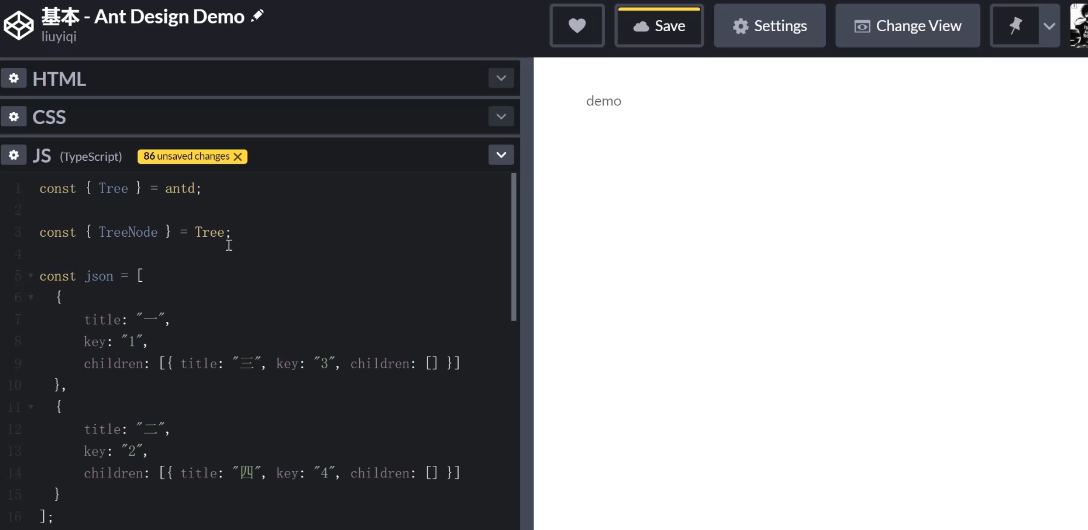 基本 - Ant Design Demo
liuyiqi
Save
Settings
Change View
HTML
CSS
JS (TypeScript) 86 unsaved changes X
demo
1 const { Tree } = antd;
2
3 const { TreeNode } = Tree;
4
5 const json = [
6 {
7 title: "一",
8 key: "1",
9 children: [{ title: "三", key: "3", children: [] }]
10 },
11 {
12 title: "二",
13 key: "2",
14 children: [{ title: "四", key: "4", children: [] }]
15 }
16 ];